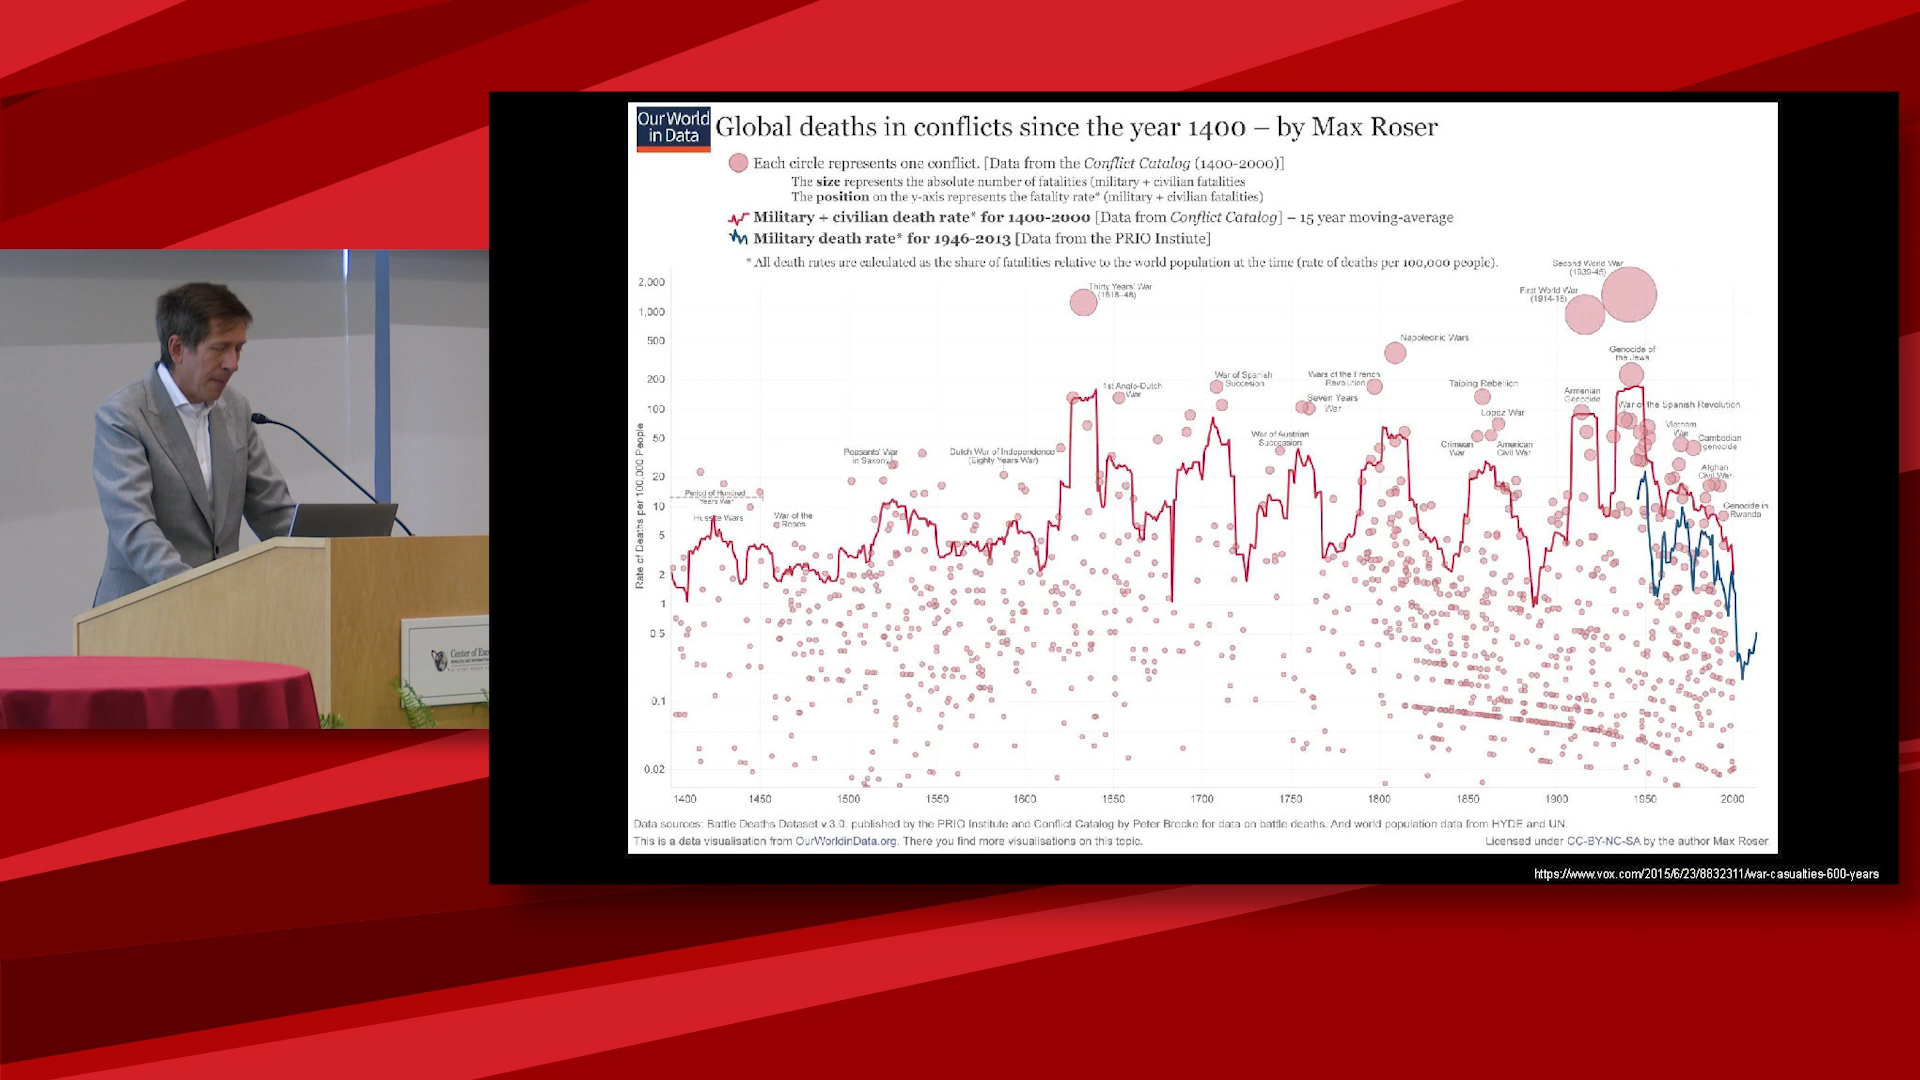 Our World
in Data
Global deaths in conflicts since the year 1400 – by Max Roser
Each circle represents one conflict. [Data from the Conflict Catalog (1400-2000)]
The size represents the absolute number of fatalities (military + civilian fatalities
The position on the y-axis represents the fatality rate* (military + civilian fatalities)
Military + civilian death rate* for 1400-2000 [Data from Conflict Catalog] – 15 year moving-average
Military death rate* for 1946-2013 [Data from the PRIO Instiute]
* All death rates are calculated as the share of fatalities relative to the world population at the time (rate of deaths per 100,000 people).
Rate of Deaths per 100,000 People
2,000
1,000
500
200
100
50
20
10
5
2
1
0.5
0.1
0.02
Second World War
(1939-45)
First World War
(1914-18)
Thirty Years' War
(1618-48)
Napoleonic Wars
Genocide of
the Jews
War of Spanish
Succesion
Wars of the French
Revolution
Taiping Rebellion
1st Anglo-Dutch
War
Seven Years
War
Armenian
Genocide
War of the Spanish Revolution
Lopez War
Vietnam
War
War of Austrian
Succession
Crimean
War
American
Civil War
Cambodian
genocide
Peasants' War
in Saxony
Dutch War of Independence
(Eighty Years War)
Afghan
Civil War
Period of Hundred
Years War
Hussite Wars
War of the
Roses
Genocide in
Rwanda
1400 1450 1500 1550 1600 1650 1700 1750 1800 1850 1900 1950 2000
Data sources: Battle Deaths Dataset v.3.0. published by the PRIO Institute and Conflict Catalog by Peter Brecke for data on battle deaths. And world population data from HYDE and UN.
This is a data visualisation from OurWorldinData.org. There you find more visualisations on this topic.
Licensed under CC-BY-NC-SA by the author Max Roser.
https://www.vox.com/2015/6/23/8832311/war-casualties-600-years
Center of